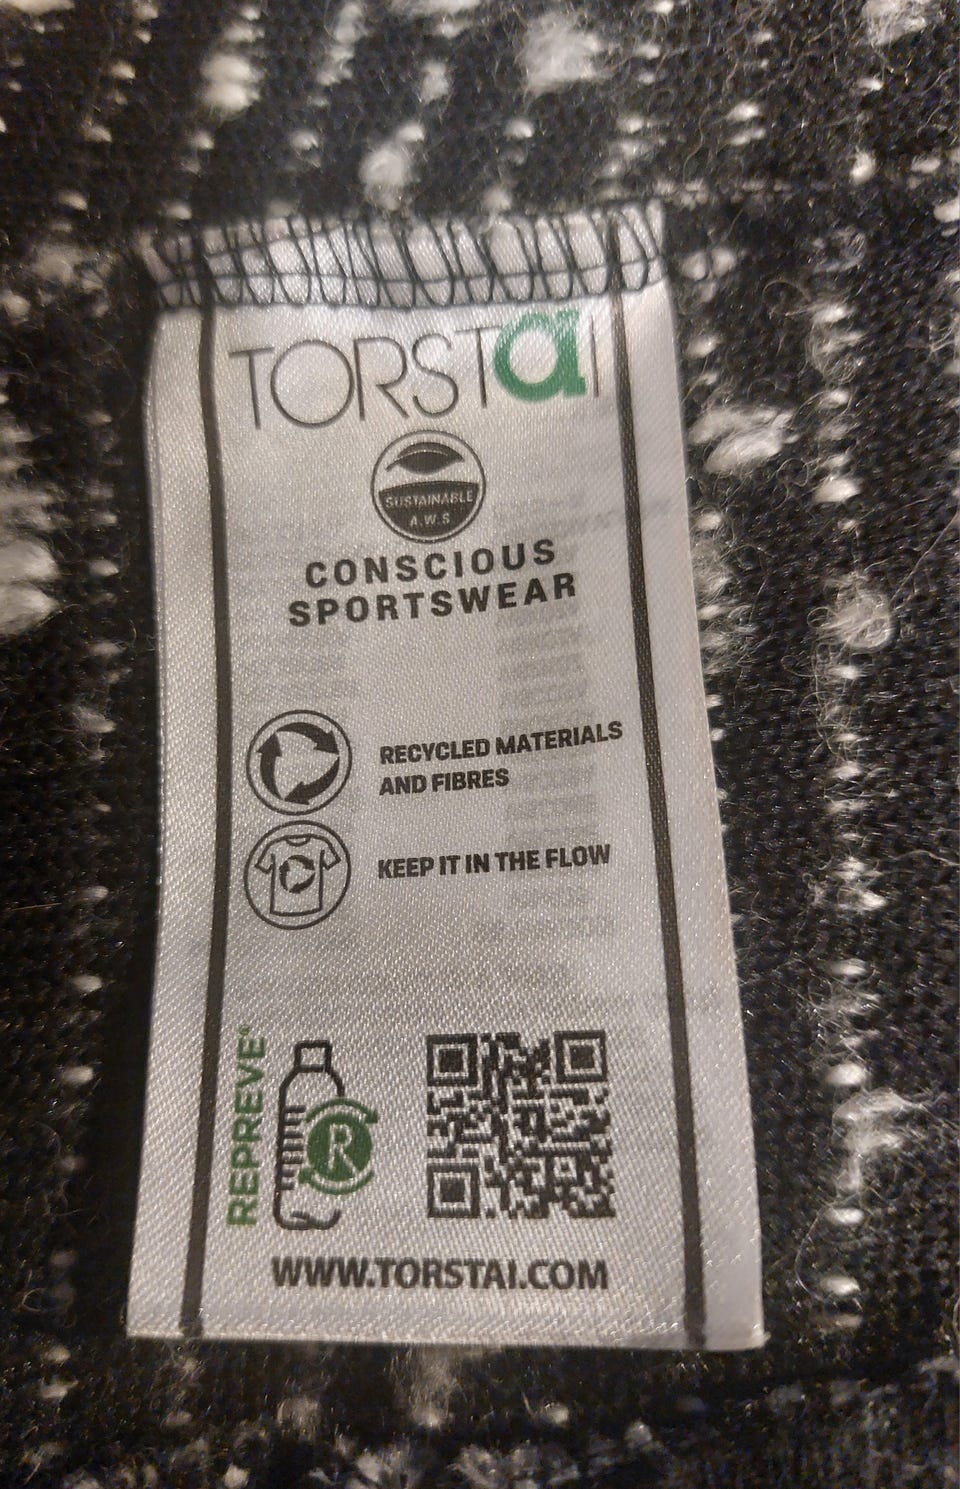 TORSTaI
SUSTAINABLE
A.W.S
CONSCIOUS
SPORTSWEAR
RECYCLED MATERIALS
AND FIBRES
KEEP IT IN THE FLOW
REPREVE®
R
WWW.TORSTAI.COM